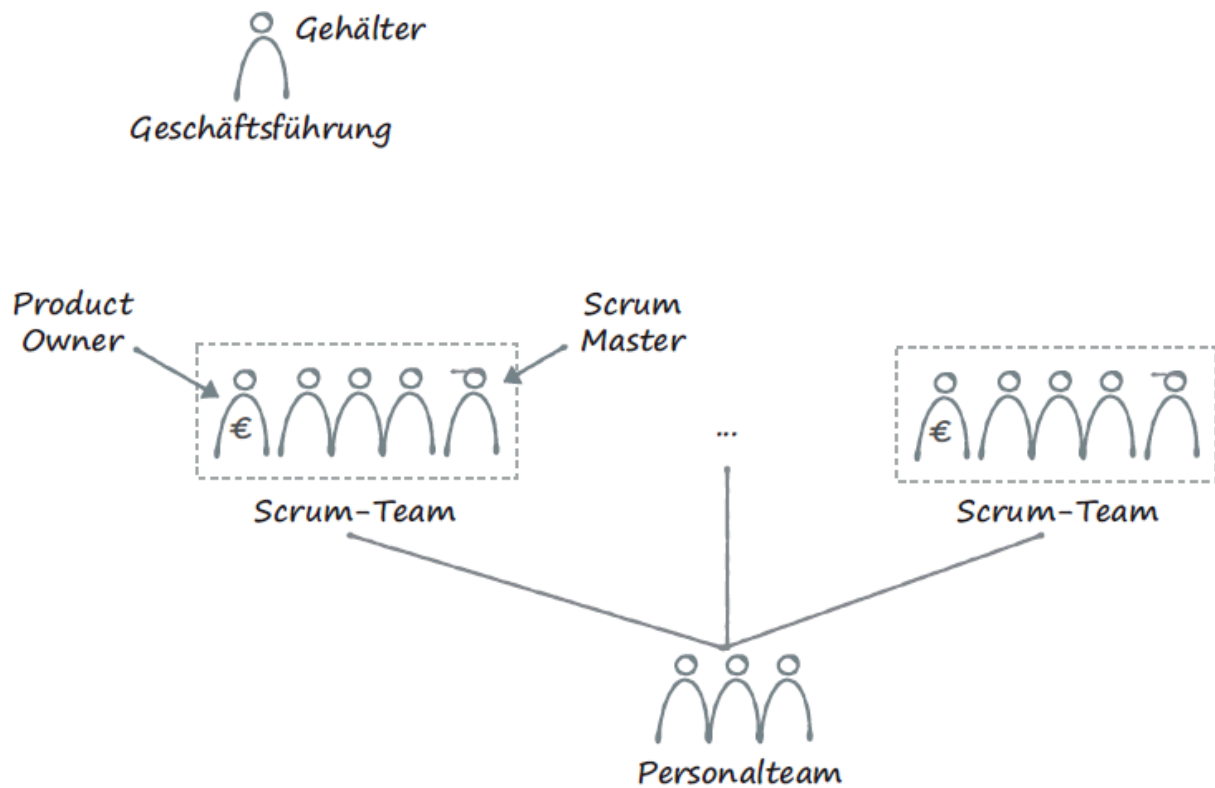 Gehälter
Geschäftsführung
Product
Owner
Scrum
Master
€
...
€
Scrum-Team
Scrum-Team
Personalteam